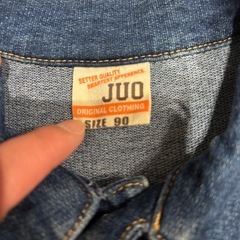 BETTER QUALITY
SMARTEST APPEARANCE.
JUO
ORIGINAL CLOTHING
SIZE 90